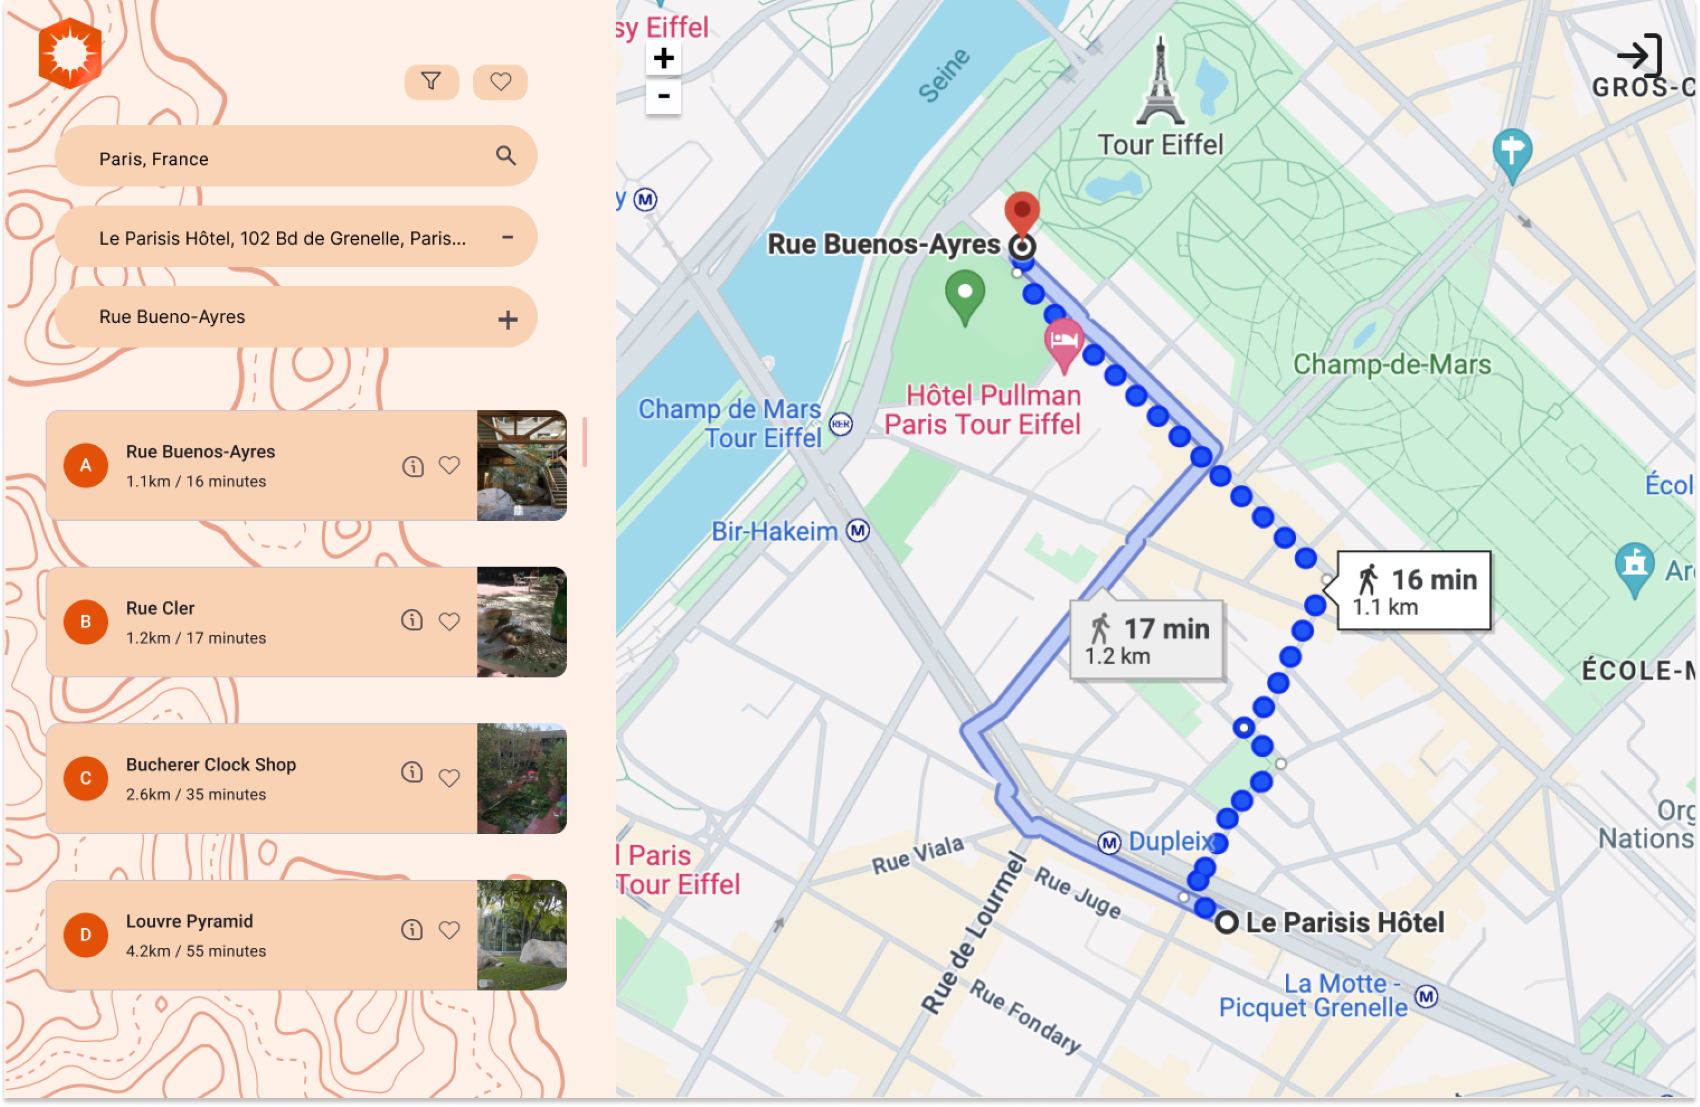 Paris, France
Le Parisis Hôtel, 102 Bd de Grenelle, Paris...
-
Rue Bueno-Ayres
+
A
Rue Buenos-Ayres
1.1km / 16 minutes
B
Rue Cler
1.2km / 17 minutes
C
Bucherer Clock Shop
2.6km / 35 minutes
D
Louvre Pyramid
4.2km / 55 minutes
sy Eiffel
+
-
Seine
Tour Eiffel
GROS-C
y M
Rue Buenos-Ayres
Champ-de-Mars
Hôtel Pullman
Paris Tour Eiffel
Champ de Mars
Tour Eiffel
RER
Écol
Bir-Hakeim M
Ar
16 min
1.1 km
17 min
1.2 km
ÉCOLE-M
Org
Nations
M Dupleix
Rue Viala
l Paris
Tour Eiffel
Rue de Lourmel
Rue Juge
Le Parisis Hôtel
La Motte -
Picquet Grenelle M
Rue Fondary